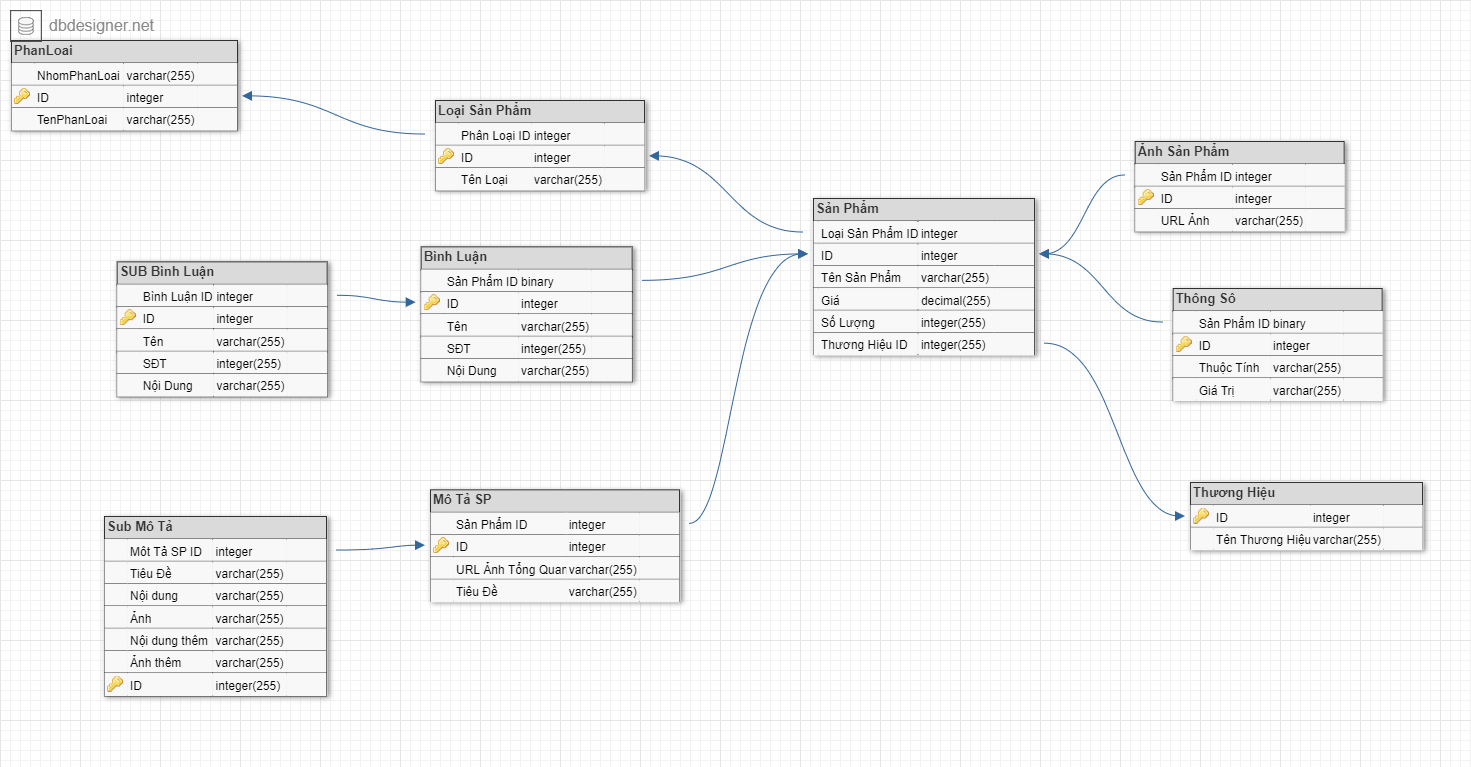 dbdesigner.net
PhanLoai
NhomPhanLoai varchar(255)
ID integer
TenPhanLoai varchar(255)
Loại Sản Phẩm
Phân Loại ID integer
ID integer
Tên Loại varchar(255)
Ảnh Sản Phẩm
Sản Phẩm ID integer
ID integer
URL Ảnh varchar(255)
Sản Phẩm
Loại Sản Phẩm ID integer
ID integer
Tên Sản Phẩm varchar(255)
Giá decimal(255)
Số Lượng integer(255)
Thương Hiệu ID integer(255)
SUB Bình Luận
Bình Luận ID integer
ID integer
Tên varchar(255)
SĐT integer(255)
Nội Dung varchar(255)
Bình Luận
Sản Phẩm ID binary
ID integer
Tên varchar(255)
SĐT integer(255)
Nội Dung varchar(255)
Thông Số
Sản Phẩm ID binary
ID integer
Thuộc Tính varchar(255)
Giá Trị varchar(255)
Thương Hiệu
ID integer
Tên Thương Hiệu varchar(255)
Mô Tả SP
Sản Phẩm ID integer
ID integer
URL Ảnh Tổng Quan varchar(255)
Tiêu Đề varchar(255)
Sub Mô Tả
Môt Tả SP ID integer
Tiêu Đề varchar(255)
Nội dung varchar(255)
Ảnh varchar(255)
Nội dung thêm varchar(255)
Ảnh thêm varchar(255)
ID integer(255)